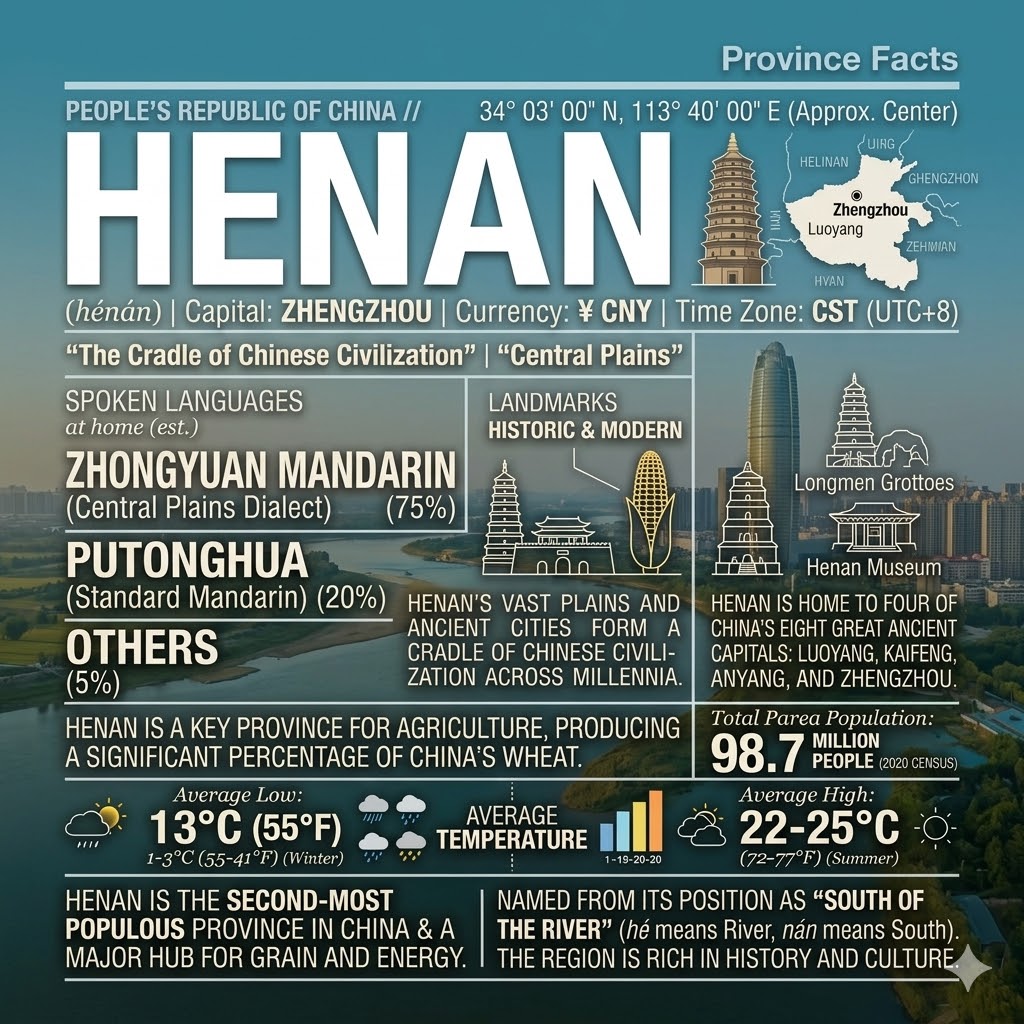 Province Facts
PEOPLE'S REPUBLIC OF CHINA //
34° 03' 00" N, 113° 40' 00" E (Approx. Center)
HENAN
HELINAN
GHENGZHON
Zhengzhou
Luoyang
ZEHMWAN
HVAN
(hénán) | Capital: ZHENGZHOU | Currency: ¥ CNY | Time Zone: CST (UTC+8)
“The Cradle of Chinese Civilization” | “Central Plains”
SPOKEN LANGUAGES
at home (est.)
ZHONGYUAN MANDARIN
(Central Plains Dialect) (75%)
PUTONGHUA
(Standard Mandarin) (20%)
OTHERS
(5%)
LANDMARKS
HISTORIC & MODERN
HENAN'S VAST PLAINS AND
ANCIENT CITIES FORM A
CRADLE OF CHINESE CIVILI-
ZATION ACROSS MILLENNIA.
Longmen Grottoes
Henan Museum
HENAN IS HOME TO FOUR OF
CHINA'S EIGHT GREAT ANCIENT
CAPITALS: LUOYANG, KAIFENG,
ANYANG, AND ZHENGZHOU.
HENAN IS A KEY PROVINCE FOR AGRICULTURE, PRODUCING
A SIGNIFICANT PERCENTAGE OF CHINA'S WHEAT.
Total Parea Population:
98.7 MILLION
PEOPLE (2020 CENSUS)
Average Low:
13°C (55°F)
1-3°C (55-41°F) (Winter)
AVERAGE
TEMPERATURE
1-19-20-20
Average High:
22-25°C
(72-77°F) (Summer)
HENAN IS THE SECOND-MOST
POPULOUS PROVINCE IN CHINA & A
MAJOR HUB FOR GRAIN AND ENERGY.
NAMED FROM ITS POSITION AS “SOUTH OF
THE RIVER” (hé means River, nán means South).
THE REGION IS RICH IN HISTORY AND CULTURE.